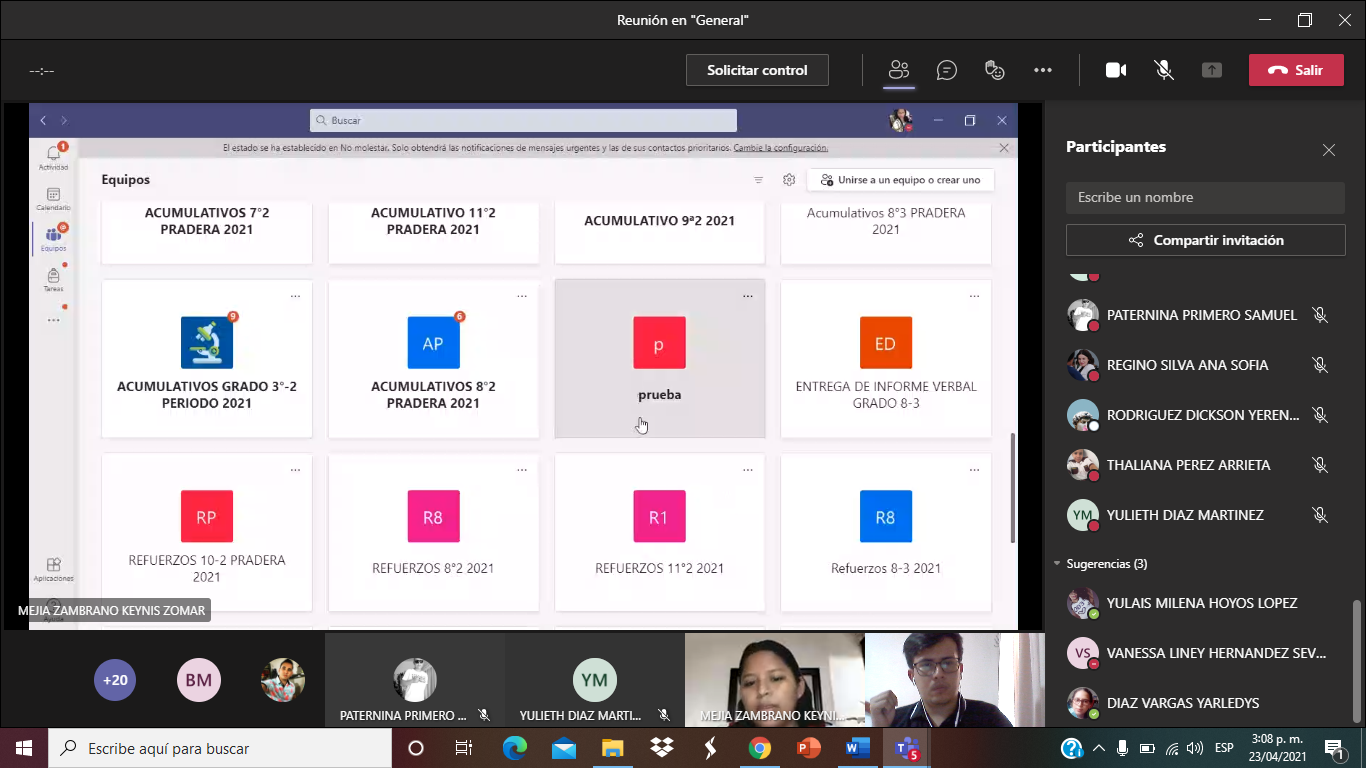 Reunión en "General"
--:--
Solicitar control
Salir
Buscar
El estado se ha establecido en No molestar. Solo obtendrá las notificaciones de mensajes urgentes y las de sus contactos prioritarios. Cambie la configuración.
1
Actividad
Calendario
@
Equipos
Tareas
Aplicaciones
Ayuda
Equipos
Unirse a un equipo o crear uno
ACUMULATIVOS 7°2
PRADERA 2021
ACUMULATIVO 11°2
PRADERA 2021
ACUMULATIVO 9ª2 2021
Acumulativos 8°3 PRADERA
2021
9
ACUMULATIVOS GRADO 3°-2
PERIODO 2021
AP
6
ACUMULATIVOS 8°2
PRADERA 2021
p
prueba
ED
ENTREGA DE INFORME VERBAL
GRADO 8-3
RP
REFUERZOS 10-2 PRADERA
2021
R8
REFUERZOS 8°2 2021
R1
REFUERZOS 11°2 2021
R8
Refuerzos 8-3 2021
MEJIA ZAMBRANO KEYNIS ZOMAR
+20
BM
PATERNINA PRIMERO ...
YM
YULIETH DIAZ MARTI...
MEJIA ZAMBRANO KEYNI...
Participantes
Escribe un nombre
Compartir invitación
PATERNINA PRIMERO SAMUEL
REGINO SILVA ANA SOFIA
RODRIGUEZ DICKSON YEREN...
THALIANA PEREZ ARRIETA
YM
YULIETH DIAZ MARTINEZ
Sugerencias (3)
YULAIS MILENA HOYOS LOPEZ
VS
VANESSA LINEY HERNANDEZ SEV...
DIAZ VARGAS YARLEDYS
Escribe aquí para buscar
5
ESP
3:08 p. m.
23/04/2021
1